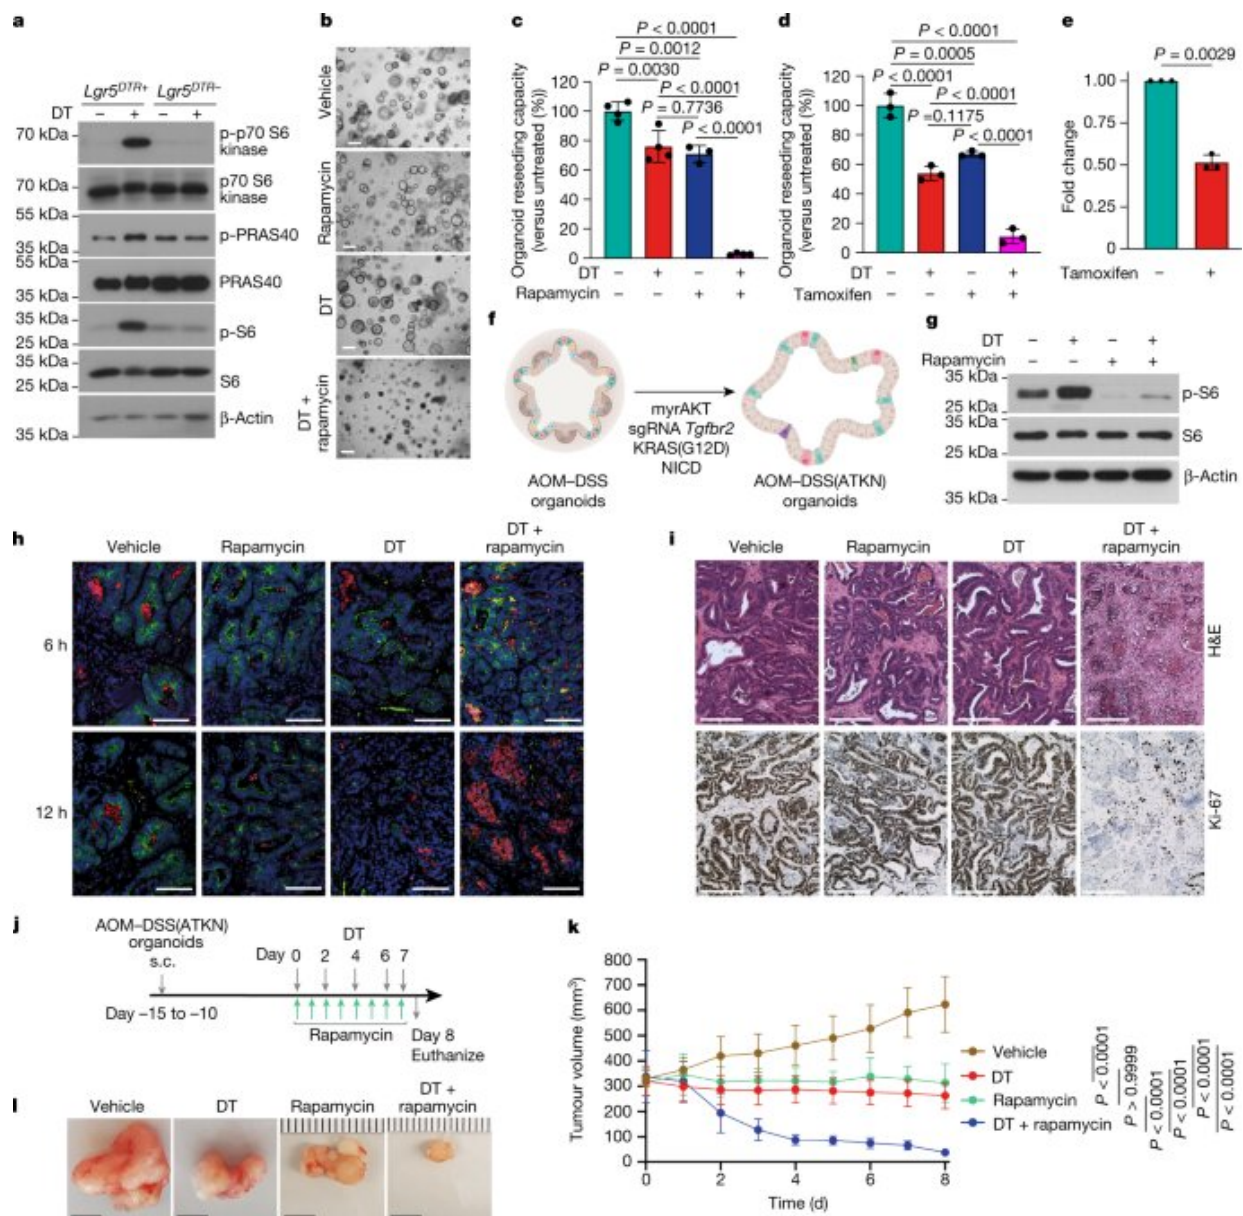 a
Lgr5DTR+ Lgr5DTR−
DT − + − +
70 kDa
p-p70 S6
kinase
70 kDa
p70 S6
kinase
55 kDa
35 kDa
p-PRAS40
55 kDa
35 kDa
PRAS40
35 kDa
25 kDa
p-S6
35 kDa
25 kDa
S6
35 kDa
β-Actin
b
Vehicle
Rapamycin
DT
DT +
rapamycin
c
P < 0.0001
P = 0.0012
P = 0.0030
P < 0.0001
P = 0.7736
P < 0.0001
Organoid reseeding capacity
(versus untreated (%))
120
100
80
60
40
20
0
DT − + − +
Rapamycin − − + +
d
P < 0.0001
P = 0.0005
P < 0.0001
P < 0.0001
P =0.1175
P < 0.0001
Organoid reseeding capacity
(versus untreated (%))
120
100
80
60
40
20
0
DT − + − +
Tamoxifen − − + +
e
P = 0.0029
Fold change
1.00
0.75
0.50
0.25
0
Tamoxifen − +
f
myrAKT
sgRNA Tgfbr2
KRAS(G12D)
NICD
AOM–DSS
organoids
AOM–DSS(ATKN)
organoids
g
DT − + − +
Rapamycin − − + +
35 kDa
25 kDa
p-S6
35 kDa
25 kDa
S6
35 kDa
β-Actin
h
Vehicle Rapamycin DT DT +
rapamycin
6 h
12 h
i
Vehicle Rapamycin DT DT +
rapamycin
H&E
Ki-67
j
AOM–DSS(ATKN)
organoids
s.c.
DT
Day 0 2 4 6 7
Day −15 to −10
Rapamycin
Day 8
Euthanize
k
Tumour volume (mm³)
800
700
600
500
400
300
200
100
0
0 2 4 6 8
Time (d)
Vehicle
DT
Rapamycin
DT + rapamycin
P < 0.0001
P > 0.9999
P < 0.0001
P < 0.0001
P < 0.0001
P < 0.0001
l
Vehicle DT Rapamycin DT +
rapamycin